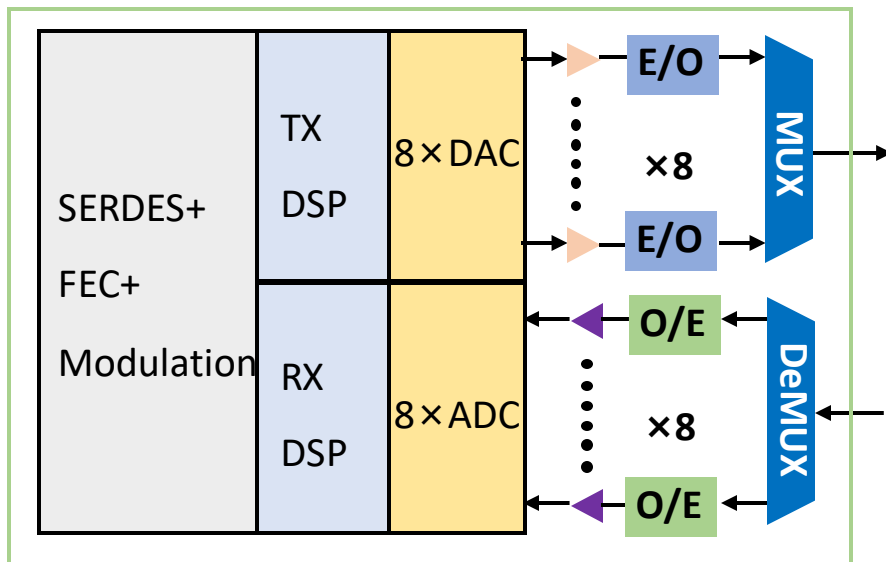 SERDES+
FEC+
Modulation
TX
DSP
8×DAC
E/O
×8
E/O
MUX
RX
DSP
8×ADC
O/E
×8
O/E
DeMUX